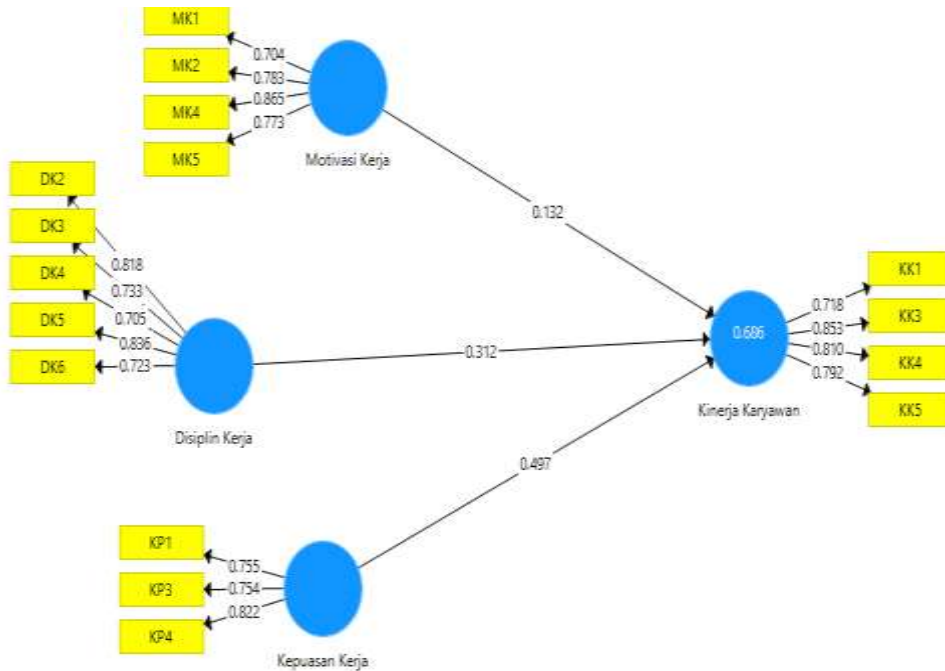 MK1
MK2
MK4
MK5
0.704
0.783
0.865
0.773
Motivasi Kerja
0.132
DK2
DK3
DK4
DK5
DK6
0.818
0.733
0.705
0.836
0.723
Disiplin Kerja
0.312
KP1
KP3
KP4
0.755
0.754
0.822
Kepuasan Kerja
0.497
0.686
Kinerja Karyawan
0.718
0.853
0.810
0.792
KK1
KK3
KK4
KK5